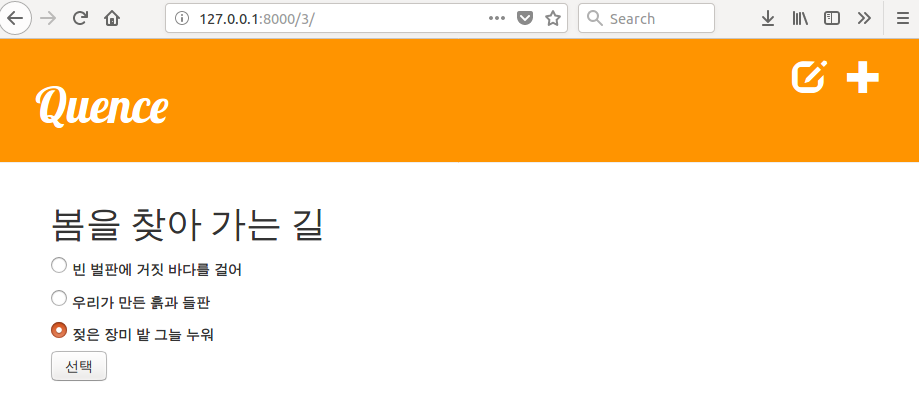 127.0.0.1:8000/3/
Search
Quence
봄을 찾아 가는 길
빈 벌판에 거짓 바다를 걸어
우리가 만든 흙과 들판
젖은 장미 밭 그늘 누워
선택